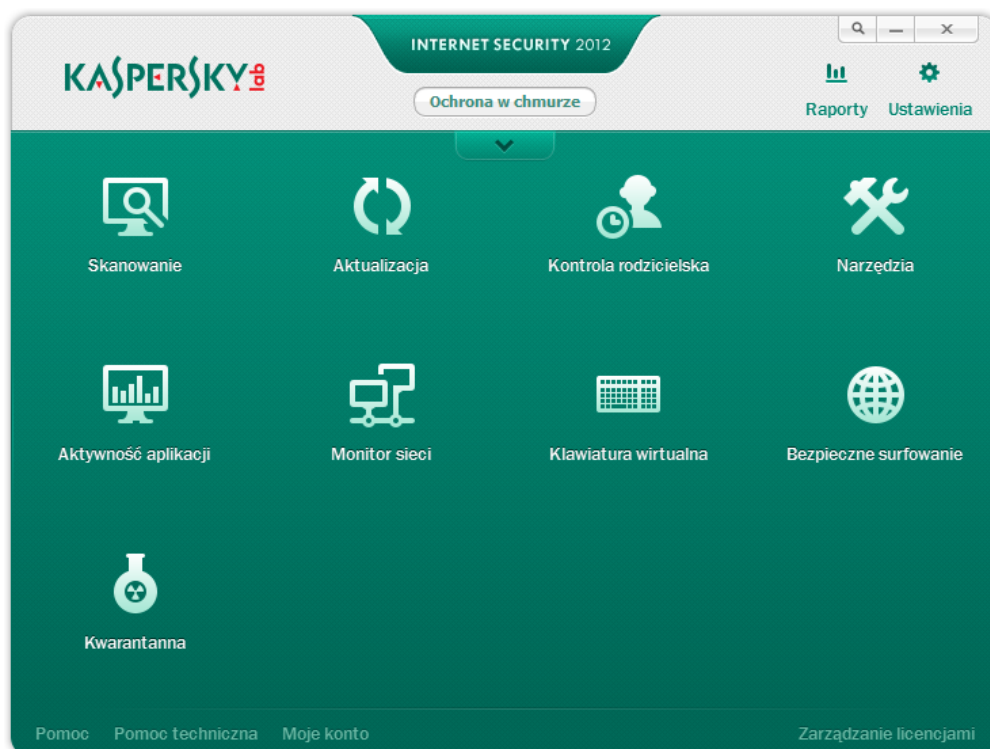 INTERNET SECURITY 2012
KASPERSKY lab
Ochrona w chmurze
Raporty
Ustawienia
Skanowanie
Aktualizacja
Kontrola rodzicielska
Narzędzia
Aktywność aplikacji
Monitor sieci
Klawiatura wirtualna
Bezpieczne surfowanie
Kwarantanna
Pomoc
Pomoc techniczna
Moje konto
Zarządzanie licencjami